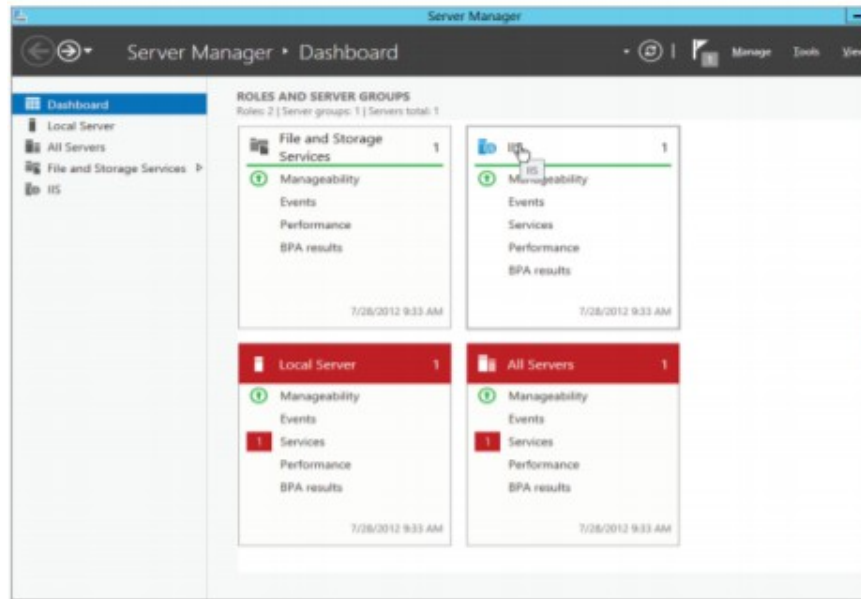 Server Manager
Server Manager • Dashboard
1
Manage
Tools
View
Dashboard
Local Server
All Servers
File and Storage Services
IIS
ROLES AND SERVER GROUPS
Roles: 2 | Server groups: 1 | Servers total: 1
File and Storage Services 1
Manageability
Events
Performance
BPA results
7/28/2012 9:33 AM
IIS 1
IIS
Manageability
Events
Services
Performance
BPA results
7/28/2012 9:33 AM
Local Server 1
Manageability
Events
1 Services
Performance
BPA results
7/28/2012 9:33 AM
All Servers 1
Manageability
Events
1 Services
Performance
BPA results
7/28/2012 9:33 AM